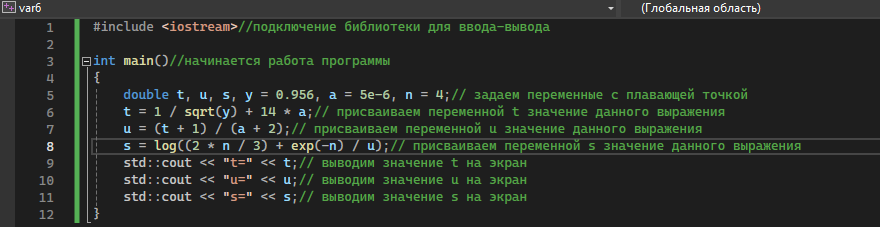 var6 (Глобальная область)
1 #include <iostream>//подключение библиотеки для ввода-вывода
2
3 int main()//начинается работа программы
4 {
5 double t, u, s, y = 0.956, a = 5e-6, n = 4;// задаем переменные с плавающей точкой
6 t = 1 / sqrt(y) + 14 * a;// присваиваем переменной t значение данного выражения
7 u = (t + 1) / (a + 2);// присваиваем переменной u значение данного выражения
8 s = log((2 * n / 3) + exp(-n) / u);// присваиваем переменной s значение данного выражения
9 std::cout << "t=" << t;// выводим значение t на экран
10 std::cout << "u=" << u;// выводим значение u на экран
11 std::cout << "s=" << s;// выводим значение s на экран
12 }